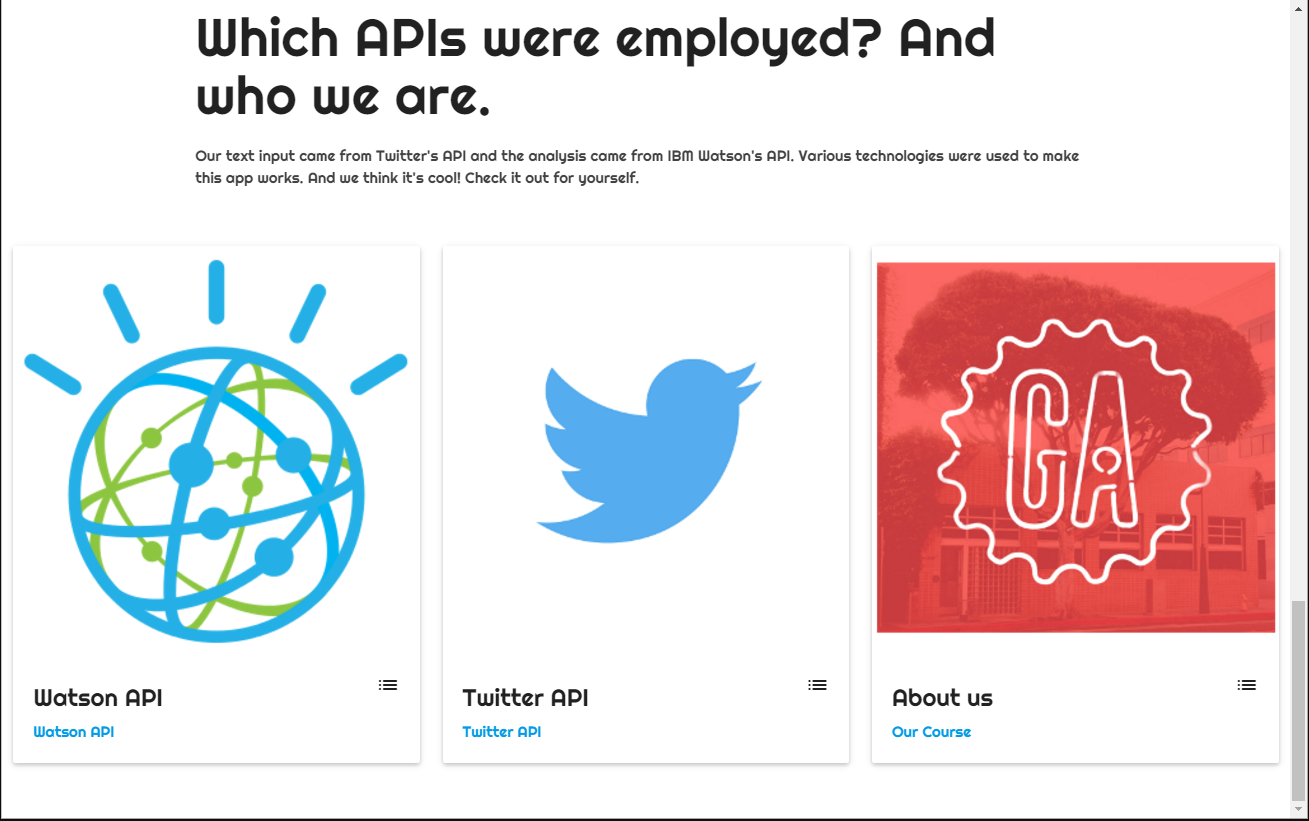 Which APIs were employed? And
who we are.
Our text input came from Twitter's API and the analysis came from IBM Watson's API. Various technologies were used to make
this app works. And we think it's cool! Check it out for yourself.
GA
Watson API
Watson API
Twitter API
Twitter API
About us
Our Course